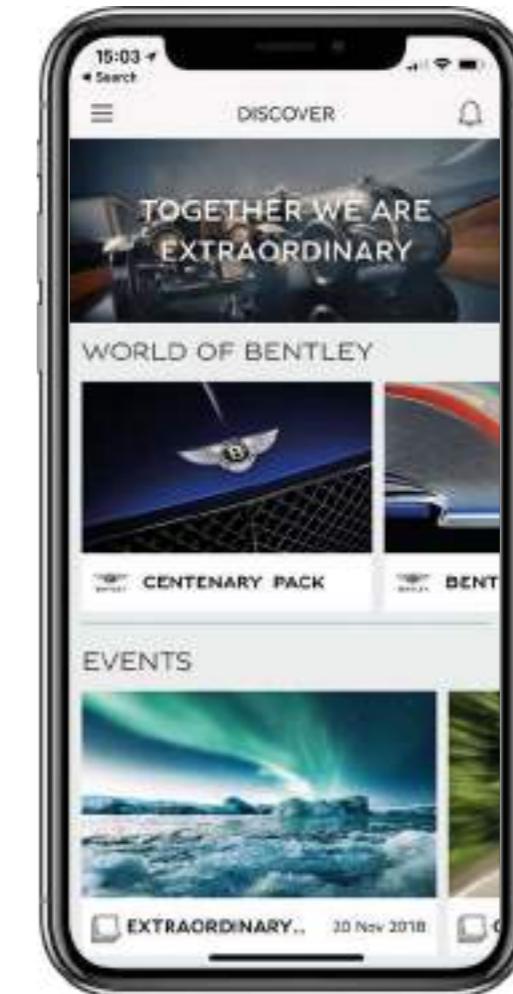 15:03
Search
DISCOVER
TOGETHER WE ARE
EXTRAORDINARY
WORLD OF BENTLEY
B
CENTENARY PACK
BENT
EVENTS
EXTRAORDINARY..
20 Nov 2018